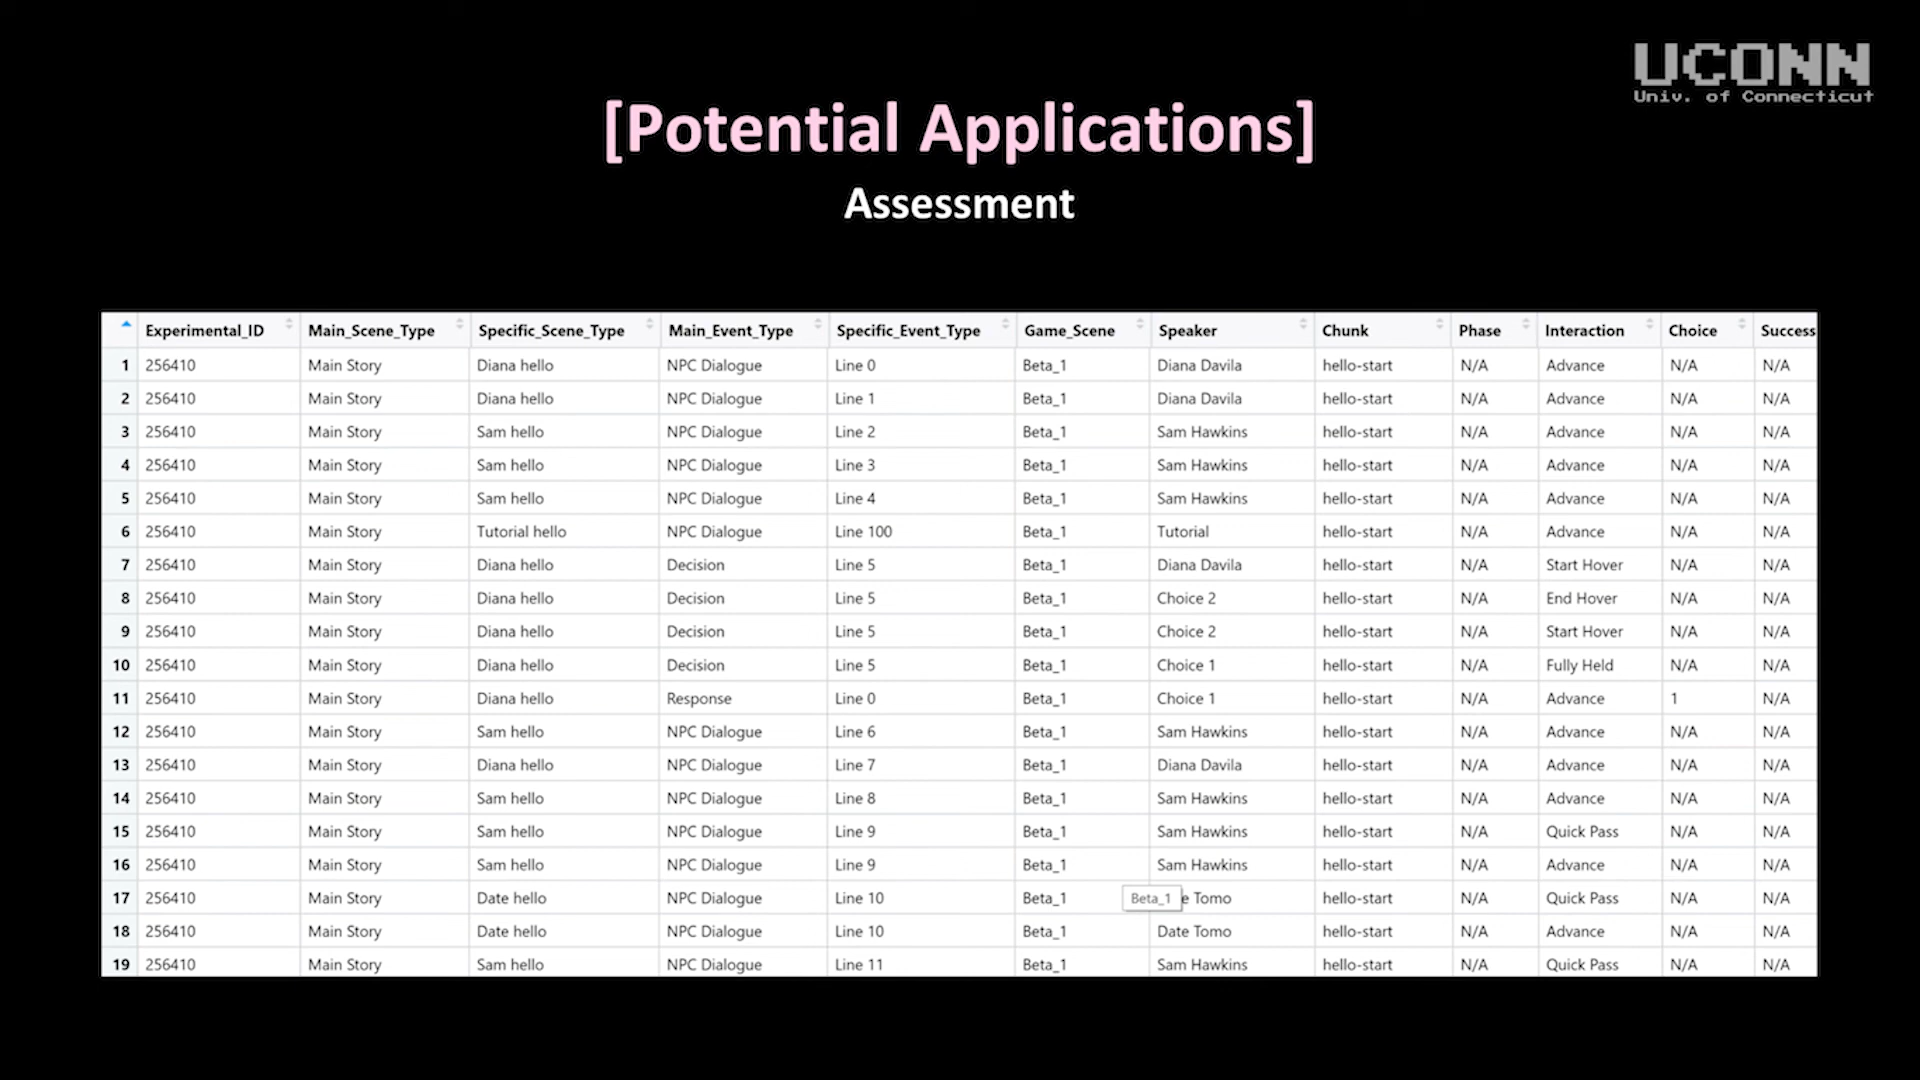 UCONN
Univ. of Connecticut
[Potential Applications]
Assessment
Experimental_ID Main_Scene_Type Specific_Scene_Type Main_Event_Type Specific_Event_Type Game_Scene Speaker Chunk Phase Interaction Choice Success
1 256410 Main Story Diana hello NPC Dialogue Line 0 Beta_1 Diana Davila hello-start N/A Advance N/A N/A
2 256410 Main Story Diana hello NPC Dialogue Line 1 Beta_1 Diana Davila hello-start N/A Advance N/A N/A
3 256410 Main Story Sam hello NPC Dialogue Line 2 Beta_1 Sam Hawkins hello-start N/A Advance N/A N/A
4 256410 Main Story Sam hello NPC Dialogue Line 3 Beta_1 Sam Hawkins hello-start N/A Advance N/A N/A
5 256410 Main Story Sam hello NPC Dialogue Line 4 Beta_1 Sam Hawkins hello-start N/A Advance N/A N/A
6 256410 Main Story Tutorial hello NPC Dialogue Line 100 Beta_1 Tutorial hello-start N/A Advance N/A N/A
7 256410 Main Story Diana hello Decision Line 5 Beta_1 Diana Davila hello-start N/A Start Hover N/A N/A
8 256410 Main Story Diana hello Decision Line 5 Beta_1 Choice 2 hello-start N/A End Hover N/A N/A
9 256410 Main Story Diana hello Decision Line 5 Beta_1 Choice 2 hello-start N/A Start Hover N/A N/A
10 256410 Main Story Diana hello Decision Line 5 Beta_1 Choice 1 hello-start N/A Fully Held N/A N/A
11 256410 Main Story Diana hello Response Line 0 Beta_1 Choice 1 hello-start N/A Advance 1 N/A
12 256410 Main Story Sam hello NPC Dialogue Line 6 Beta_1 Sam Hawkins hello-start N/A Advance N/A N/A
13 256410 Main Story Diana hello NPC Dialogue Line 7 Beta_1 Diana Davila hello-start N/A Advance N/A N/A
14 256410 Main Story Sam hello NPC Dialogue Line 8 Beta_1 Sam Hawkins hello-start N/A Advance N/A N/A
15 256410 Main Story Sam hello NPC Dialogue Line 9 Beta_1 Sam Hawkins hello-start N/A Quick Pass N/A N/A
16 256410 Main Story Sam hello NPC Dialogue Line 9 Beta_1 Sam Hawkins hello-start N/A Advance N/A N/A
17 256410 Main Story Date hello NPC Dialogue Line 10 Beta_1 Beta_1 e Tomo hello-start N/A Quick Pass N/A N/A
18 256410 Main Story Date hello NPC Dialogue Line 10 Beta_1 Date Tomo hello-start N/A Advance N/A N/A
19 256410 Main Story Sam hello NPC Dialogue Line 11 Beta_1 Sam Hawkins hello-start N/A Quick Pass N/A N/A